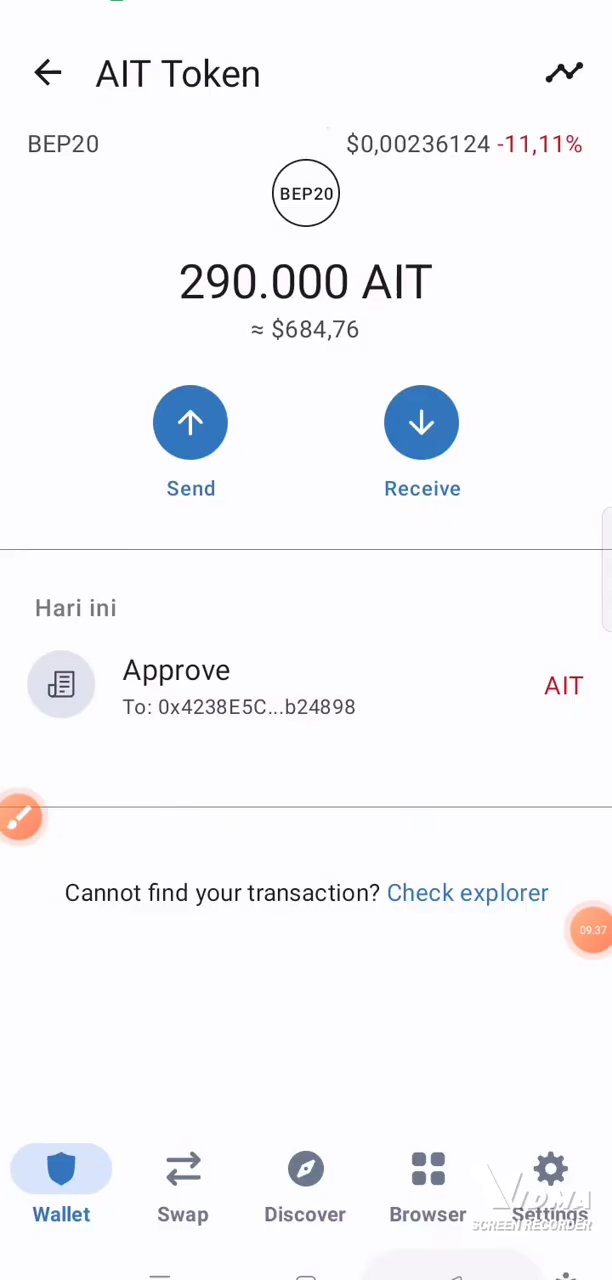 AIT Token
BEP20
$0,00236124 -11,11%
BEP20
290.000 AIT
≈ $684,76
Send
Receive
Hari ini
Approve
AIT
To: 0x4238E5C...b24898
Cannot find your transaction? Check explorer
09.37
Wallet
Swap
Discover
Browser
Settings
VIDMA
SCREEN RECORDER